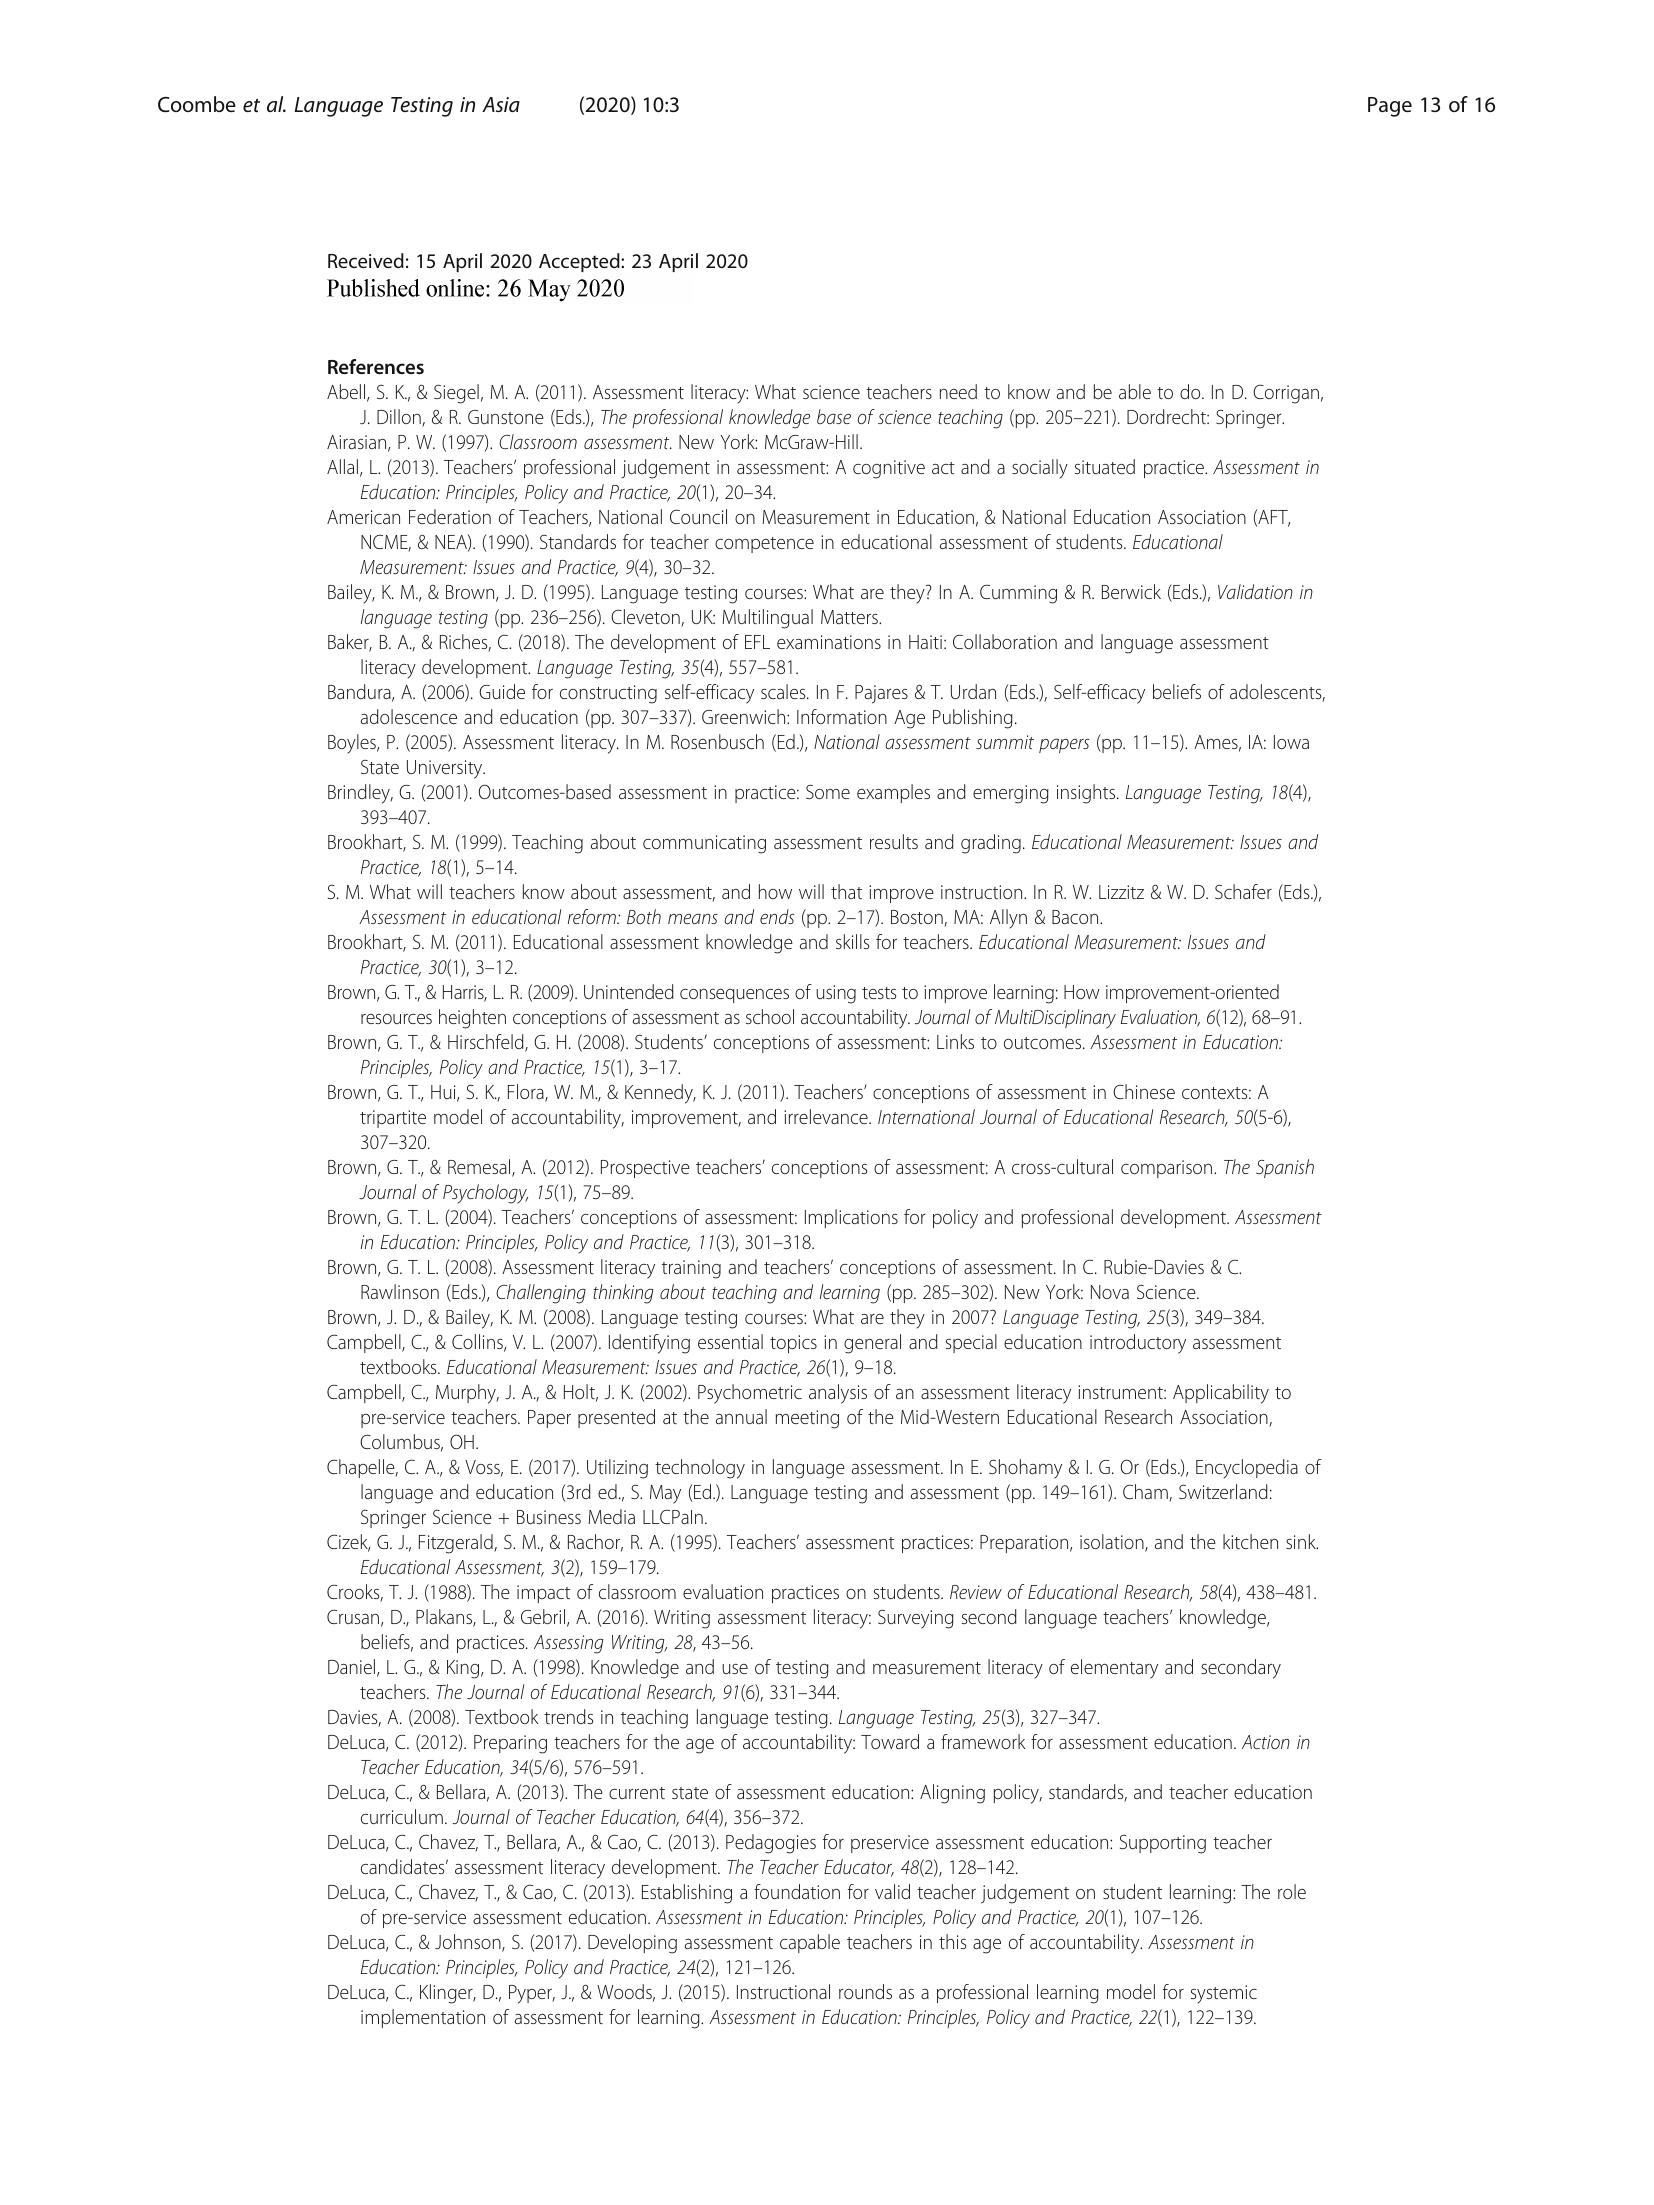 Coombe et al. Language Testing in Asia (2020) 10:3 Page 13 of 16
Received: 15 April 2020 Accepted: 23 April 2020
Published online: 26 May 2020
References
Abell, S. K., & Siegel, M. A. (2011). Assessment literacy: What science teachers need to know and be able to do. In D. Corrigan,
J. Dillon, & R. Gunstone (Eds.), The professional knowledge base of science teaching (pp. 205–221). Dordrecht: Springer.
Airasian, P. W. (1997). Classroom assessment. New York: McGraw-Hill.
Allal, L. (2013). Teachers’ professional judgement in assessment: A cognitive act and a socially situated practice. Assessment in
Education: Principles, Policy and Practice, 20(1), 20–34.
American Federation of Teachers, National Council on Measurement in Education, & National Education Association (AFT,
NCME, & NEA). (1990). Standards for teacher competence in educational assessment of students. Educational
Measurement: Issues and Practice, 9(4), 30–32.
Bailey, K. M., & Brown, J. D. (1995). Language testing courses: What are they? In A. Cumming & R. Berwick (Eds.), Validation in
language testing (pp. 236–256). Cleveton, UK: Multilingual Matters.
Baker, B. A., & Riches, C. (2018). The development of EFL examinations in Haiti: Collaboration and language assessment
literacy development. Language Testing, 35(4), 557–581.
Bandura, A. (2006). Guide for constructing self-efficacy scales. In F. Pajares & T. Urdan (Eds.), Self-efficacy beliefs of adolescents,
adolescence and education (pp. 307–337). Greenwich: Information Age Publishing.
Boyles, P. (2005). Assessment literacy. In M. Rosenbusch (Ed.), National assessment summit papers (pp. 11–15). Ames, IA: Iowa
State University.
Brindley, G. (2001). Outcomes-based assessment in practice: Some examples and emerging insights. Language Testing, 18(4),
393–407.
Brookhart, S. M. (1999). Teaching about communicating assessment results and grading. Educational Measurement: Issues and
Practice, 18(1), 5–14.
S. M. What will teachers know about assessment, and how will that improve instruction. In R. W. Lizzitz & W. D. Schafer (Eds.),
Assessment in educational reform: Both means and ends (pp. 2–17). Boston, MA: Allyn & Bacon.
Brookhart, S. M. (2011). Educational assessment knowledge and skills for teachers. Educational Measurement: Issues and
Practice, 30(1), 3–12.
Brown, G. T., & Harris, L. R. (2009). Unintended consequences of using tests to improve learning: How improvement-oriented
resources heighten conceptions of assessment as school accountability. Journal of MultiDisciplinary Evaluation, 6(12), 68–91.
Brown, G. T., & Hirschfeld, G. H. (2008). Students’ conceptions of assessment: Links to outcomes. Assessment in Education:
Principles, Policy and Practice, 15(1), 3–17.
Brown, G. T., Hui, S. K., Flora, W. M., & Kennedy, K. J. (2011). Teachers’ conceptions of assessment in Chinese contexts: A
tripartite model of accountability, improvement, and irrelevance. International Journal of Educational Research, 50(5-6),
307–320.
Brown, G. T., & Remesal, A. (2012). Prospective teachers’ conceptions of assessment: A cross-cultural comparison. The Spanish
Journal of Psychology, 15(1), 75–89.
Brown, G. T. L. (2004). Teachers’ conceptions of assessment: Implications for policy and professional development. Assessment
in Education: Principles, Policy and Practice, 11(3), 301–318.
Brown, G. T. L. (2008). Assessment literacy training and teachers’ conceptions of assessment. In C. Rubie-Davies & C.
Rawlinson (Eds.), Challenging thinking about teaching and learning (pp. 285–302). New York: Nova Science.
Brown, J. D., & Bailey, K. M. (2008). Language testing courses: What are they in 2007? Language Testing, 25(3), 349–384.
Campbell, C., & Collins, V. L. (2007). Identifying essential topics in general and special education introductory assessment
textbooks. Educational Measurement: Issues and Practice, 26(1), 9–18.
Campbell, C., Murphy, J. A., & Holt, J. K. (2002). Psychometric analysis of an assessment literacy instrument: Applicability to
pre-service teachers. Paper presented at the annual meeting of the Mid-Western Educational Research Association,
Columbus, OH.
Chapelle, C. A., & Voss, E. (2017). Utilizing technology in language assessment. In E. Shohamy & I. G. Or (Eds.), Encyclopedia of
language and education (3rd ed., S. May (Ed.). Language testing and assessment (pp. 149–161). Cham, Switzerland:
Springer Science + Business Media LLCPaln.
Cizek, G. J., Fitzgerald, S. M., & Rachor, R. A. (1995). Teachers’ assessment practices: Preparation, isolation, and the kitchen sink.
Educational Assessment, 3(2), 159–179.
Crooks, T. J. (1988). The impact of classroom evaluation practices on students. Review of Educational Research, 58(4), 438–481.
Crusan, D., Plakans, L., & Gebril, A. (2016). Writing assessment literacy: Surveying second language teachers’ knowledge,
beliefs, and practices. Assessing Writing, 28, 43–56.
Daniel, L. G., & King, D. A. (1998). Knowledge and use of testing and measurement literacy of elementary and secondary
teachers. The Journal of Educational Research, 91(6), 331–344.
Davies, A. (2008). Textbook trends in teaching language testing. Language Testing, 25(3), 327–347.
DeLuca, C. (2012). Preparing teachers for the age of accountability: Toward a framework for assessment education. Action in
Teacher Education, 34(5/6), 576–591.
DeLuca, C., & Bellara, A. (2013). The current state of assessment education: Aligning policy, standards, and teacher education
curriculum. Journal of Teacher Education, 64(4), 356–372.
DeLuca, C., Chavez, T., Bellara, A., & Cao, C. (2013). Pedagogies for preservice assessment education: Supporting teacher
candidates’ assessment literacy development. The Teacher Educator, 48(2), 128–142.
DeLuca, C., Chavez, T., & Cao, C. (2013). Establishing a foundation for valid teacher judgement on student learning: The role
of pre-service assessment education. Assessment in Education: Principles, Policy and Practice, 20(1), 107–126.
DeLuca, C., & Johnson, S. (2017). Developing assessment capable teachers in this age of accountability. Assessment in
Education: Principles, Policy and Practice, 24(2), 121–126.
DeLuca, C., Klinger, D., Pyper, J., & Woods, J. (2015). Instructional rounds as a professional learning model for systemic
implementation of assessment for learning. Assessment in Education: Principles, Policy and Practice, 22(1), 122–139.